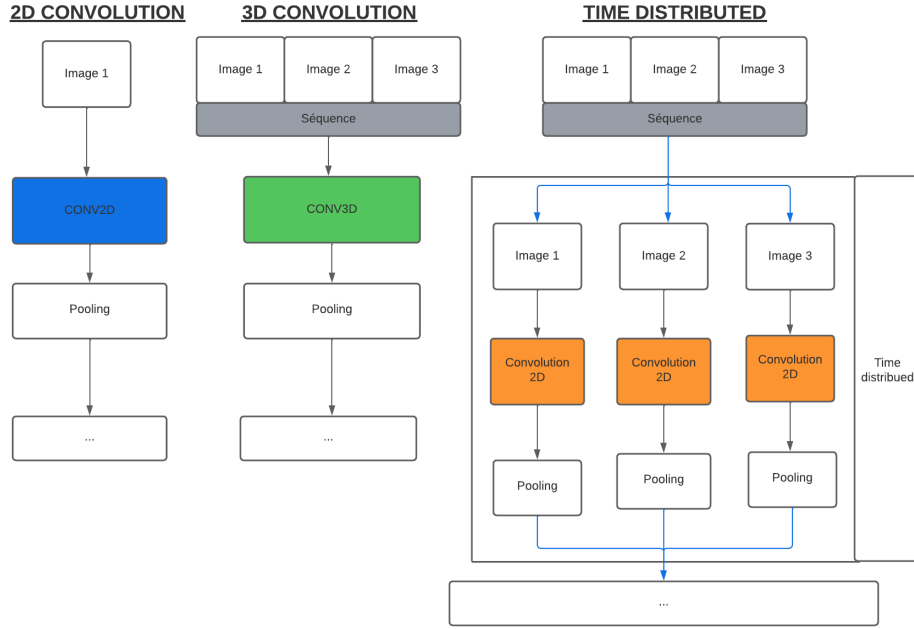 2D CONVOLUTION
Image 1
CONV2D
Pooling
...
3D CONVOLUTION
Image 1
Image 2
Image 3
Séquence
CONV3D
Pooling
...
TIME DISTRIBUTED
Image 1
Image 2
Image 3
Séquence
Image 1
Image 2
Image 3
Convolution
2D
Convolution
2D
Convolution
2D
Pooling
Pooling
Pooling
Time
distribued
...